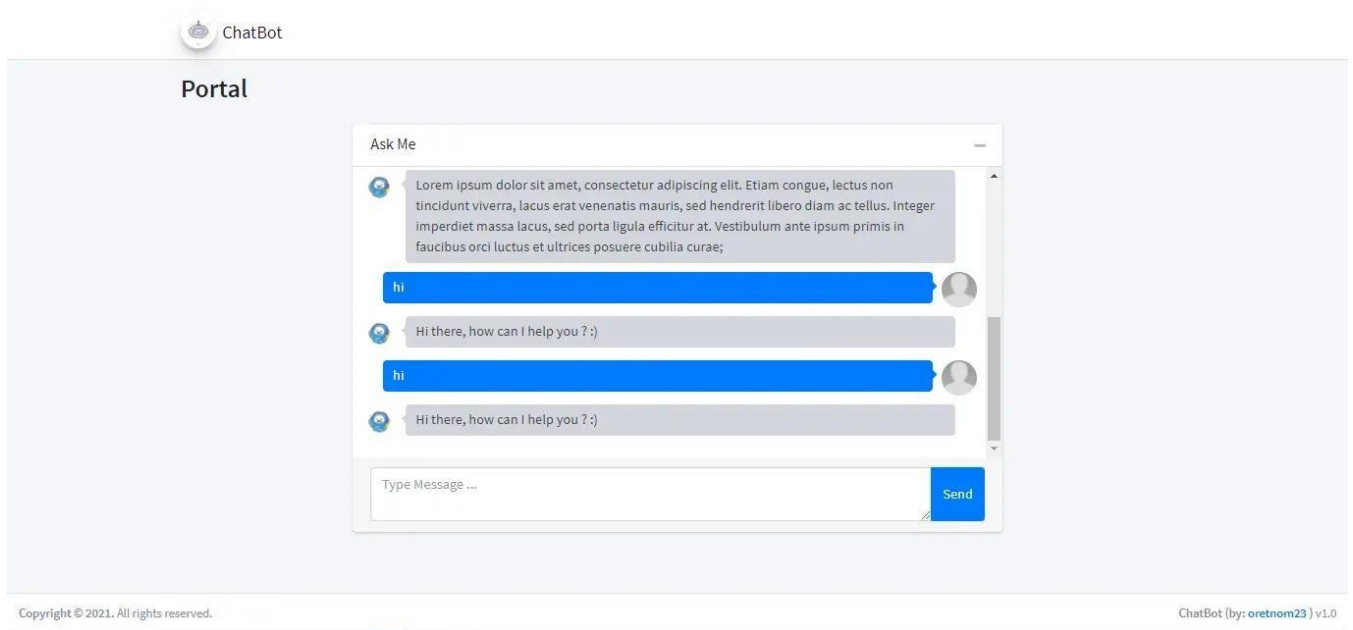 ChatBot
Portal
Ask Me
Lorem ipsum dolor sit amet, consectetur adipiscing elit. Etiam congue, lectus non
tincidunt viverra, lacus erat venenatis mauris, sed hendrerit libero diam ac tellus. Integer
imperdiet massa lacus, sed porta ligula efficitur at. Vestibulum ante ipsum primis in
faucibus orci luctus et ultrices posuere cubilia curae;
hi
Hi there, how can I help you ? :)
hi
Hi there, how can I help you ? :)
Type Message ...
Send
Copyright © 2021. All rights reserved.
ChatBot (by: oretnom23 ) v1.0